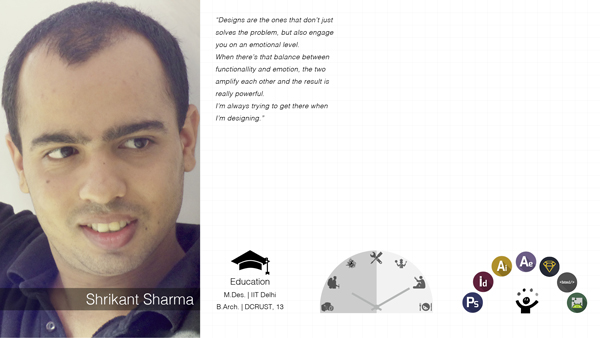 "Designs are the ones that don't just
solves the problem, but also engage
you on an emotional level.
When there's that balance between
functionallity and emotion, the two
amplify each other and the result is
really powerful.
I'm always trying to get there when
I'm designing."
Shrikant Sharma
Education
M.Des. | IIT Delhi
B.Arch. | DCRUST, 13
Ps
Id
Ai
Ae
<html/>